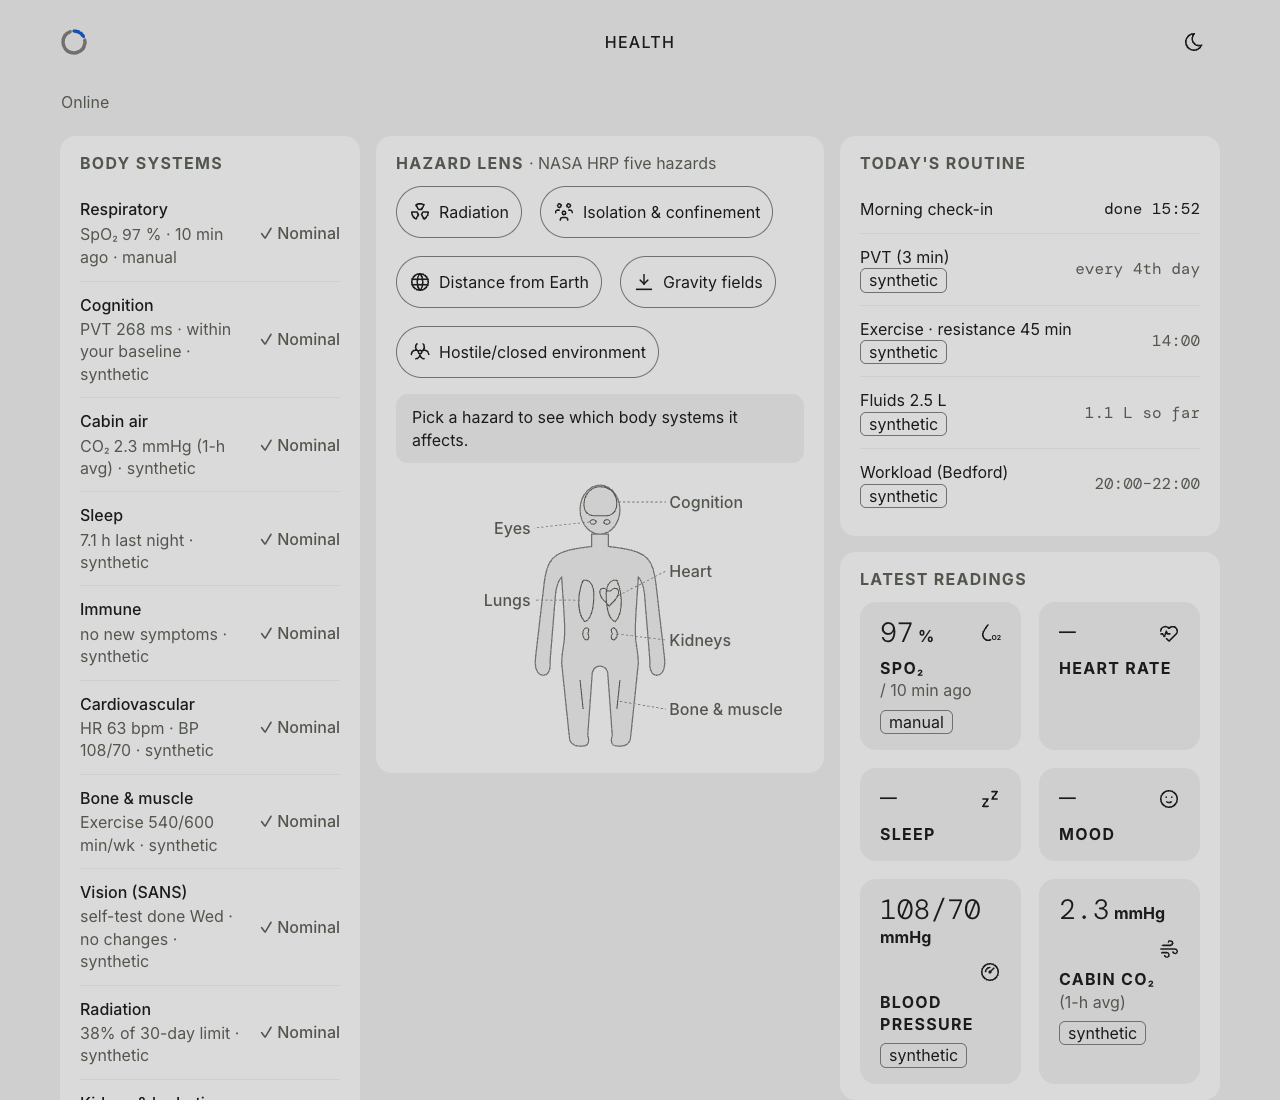 HEALTH
Online
BODY SYSTEMS
Respiratory
SpO₂ 97 % · 10 min
ago · manual
✓ Nominal
Cognition
PVT 268 ms · within
your baseline ·
synthetic
✓ Nominal
Cabin air
CO₂ 2.3 mmHg (1-h
avg) · synthetic
✓ Nominal
Sleep
7.1 h last night ·
synthetic
✓ Nominal
Immune
no new symptoms ·
synthetic
✓ Nominal
Cardiovascular
HR 63 bpm · BP
108/70 · synthetic
✓ Nominal
Bone & muscle
Exercise 540/600
min/wk · synthetic
✓ Nominal
Vision (SANS)
self-test done Wed ·
no changes ·
synthetic
✓ Nominal
Radiation
38% of 30-day limit ·
synthetic
✓ Nominal
HAZARD LENS · NASA HRP five hazards
Radiation
Isolation & confinement
Distance from Earth
Gravity fields
Hostile/closed environment
Pick a hazard to see which body systems it
affects.
Cognition
Eyes
Heart
Lungs
Kidneys
Bone & muscle
TODAY'S ROUTINE
Morning check-in
done 15:52
PVT (3 min)
synthetic
every 4th day
Exercise · resistance 45 min
synthetic
14:00
Fluids 2.5 L
synthetic
1.1 L so far
Workload (Bedford)
synthetic
20:00–22:00
LATEST READINGS
97 %
O2
SPO₂
/ 10 min ago
manual
—
HEART RATE
—
zZ
SLEEP
—
MOOD
108/70
mmHg
BLOOD
PRESSURE
synthetic
2.3 mmHg
CABIN CO₂
(1-h avg)
synthetic